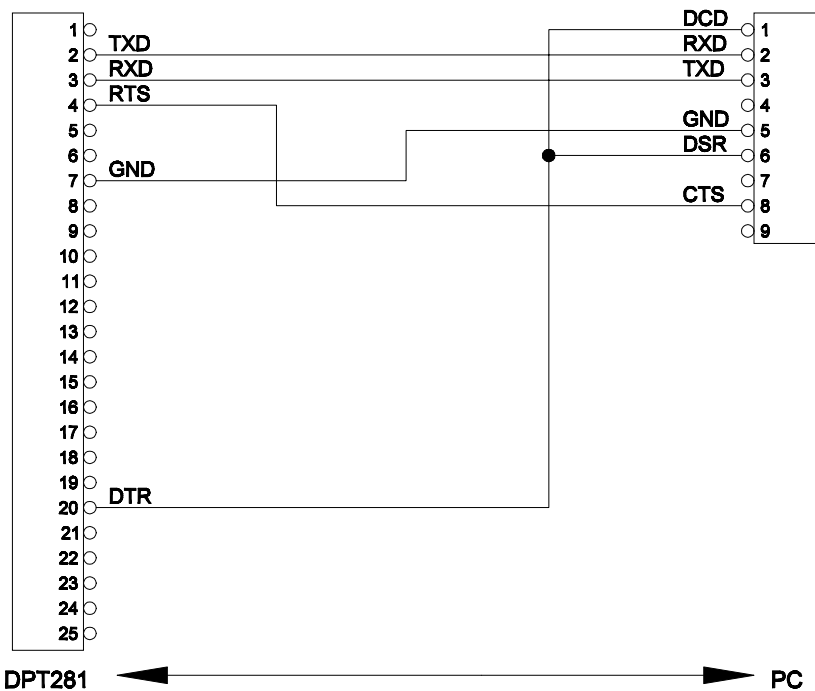 1 DCD 1
2 TXD RXD 2
3 RXD TXD 3
4 RTS 4
5 GND 5
6 DSR 6
7 GND 7
8 CTS 8
9 9
10
11
12
13
14
15
16
17
18
19
20 DTR
21
22
23
24
25
DPT281 PC